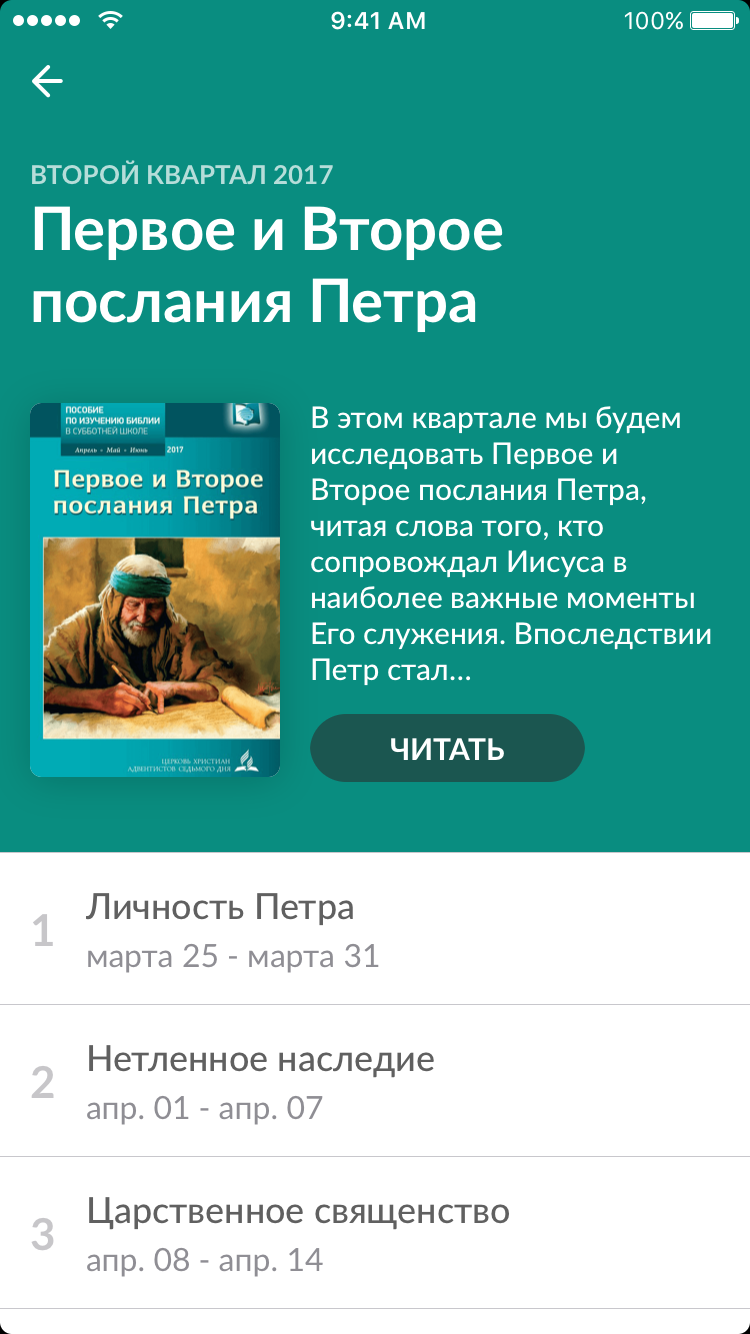 9:41 AM
100%
ВТОРОЙ КВАРТАЛ 2017
Первое и Второе
послания Петра
ПОСОБИЕ
ПО ИЗУЧЕНИЮ БИБЛИИ
В СУББОТНЕЙ ШКОЛЕ
Апрель • Май • Июнь 2017
Первое и Второе
послания Петра
ЦЕРКОВЬ ХРИСТИАН
АДВЕНТИСТОВ СЕДЬМОГО ДНЯ
В этом квартале мы будем
исследовать Первое и
Второе послания Петра,
читая слова того, кто
сопровождал Иисуса в
наиболее важные моменты
Его служения. Впоследствии
Петр стал...
ЧИТАТЬ
1
Личность Петра
марта 25 - марта 31
2
Нетленное наследие
апр. 01 - апр. 07
3
Царственное священство
апр. 08 - апр. 14